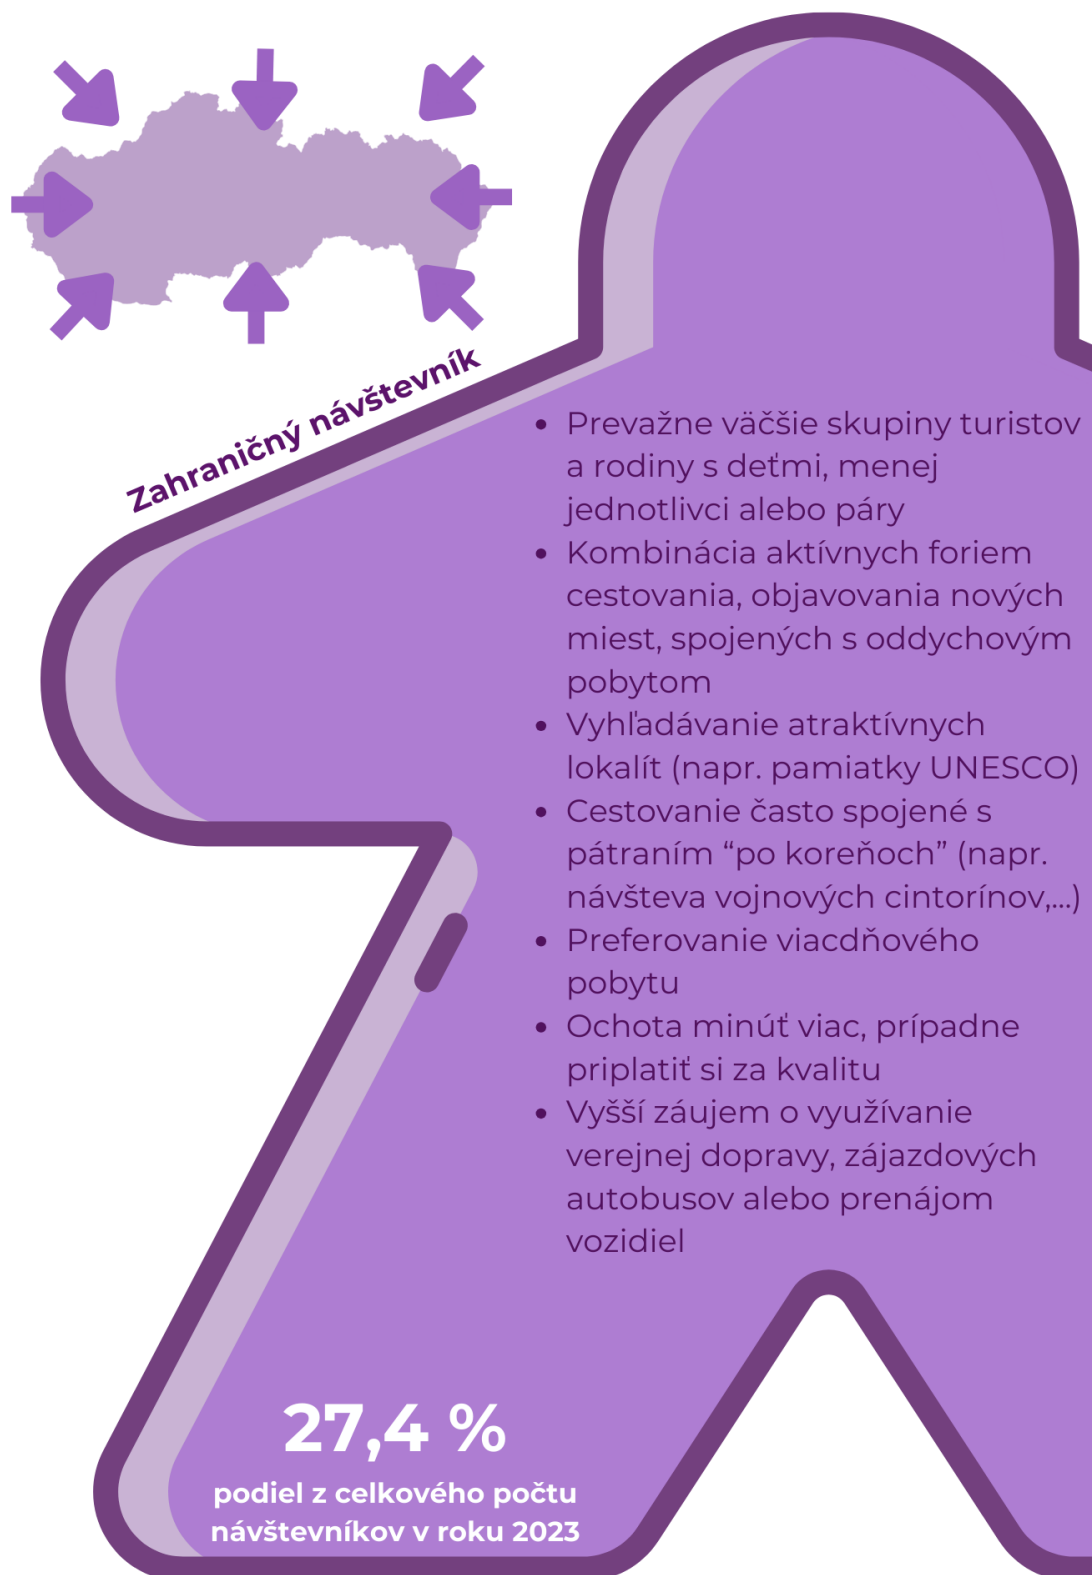 Zahraničný návštevník
• Prevažne väčšie skupiny turistov
a rodiny s deťmi, menej
jednotlivci alebo páry
• Kombinácia aktívnych foriem
cestovania, objavovania nových
miest, spojených s oddychovým
pobytom
• Vyhľadávanie atraktívnych
lokalít (napr. pamiatky UNESCO)
• Cestovanie často spojené s
pátraním “po koreňoch” (napr.
návšteva vojnových cintorínov,...)
• Preferovanie viacdňového
pobytu
• Ochota minúť viac, prípadne
priplatiť si za kvalitu
• Vyšší záujem o využívanie
verejnej dopravy, zájazdových
autobusov alebo prenájom
vozidiel
27,4 %
podiel z celkového počtu
návštevníkov v roku 2023